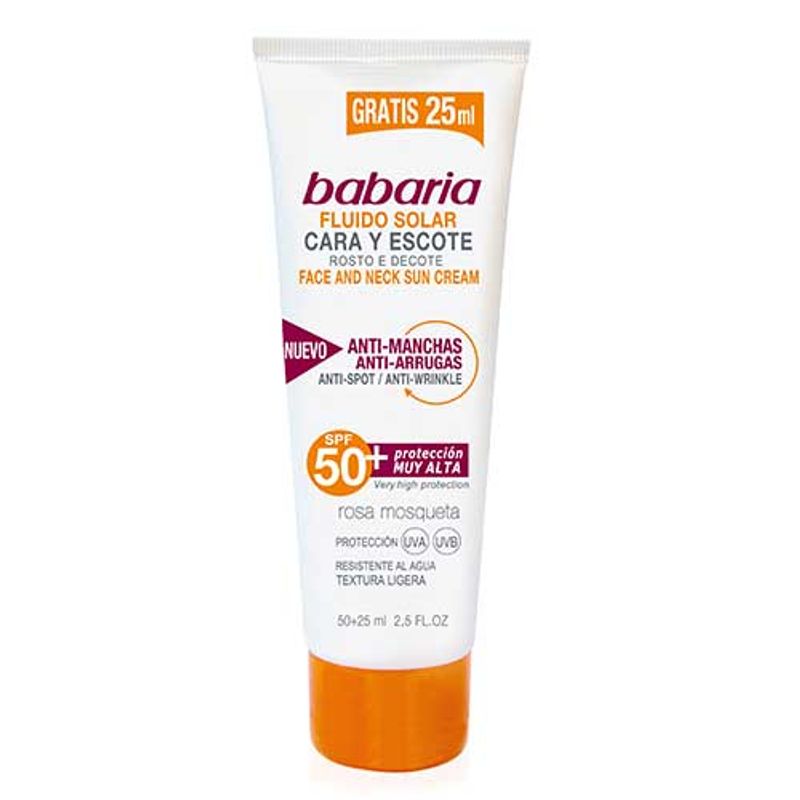 GRATIS 25ml
babaria
FLUIDO SOLAR
CARA Y ESCOTE
ROSTO E DECOTE
FACE AND NECK SUN CREAM
NUEVO
ANTI-MANCHAS
ANTI-ARRUGAS
ANTI-SPOT / ANTI-WRINKLE
SPF
50+
protección
MUY ALTA
Very high protection
rosa mosqueta
PROTECCIÓN UVA UVB
RESISTENTE AL AGUA
TEXTURA LIGERA
50+25 ml 2,5 FL.OZ